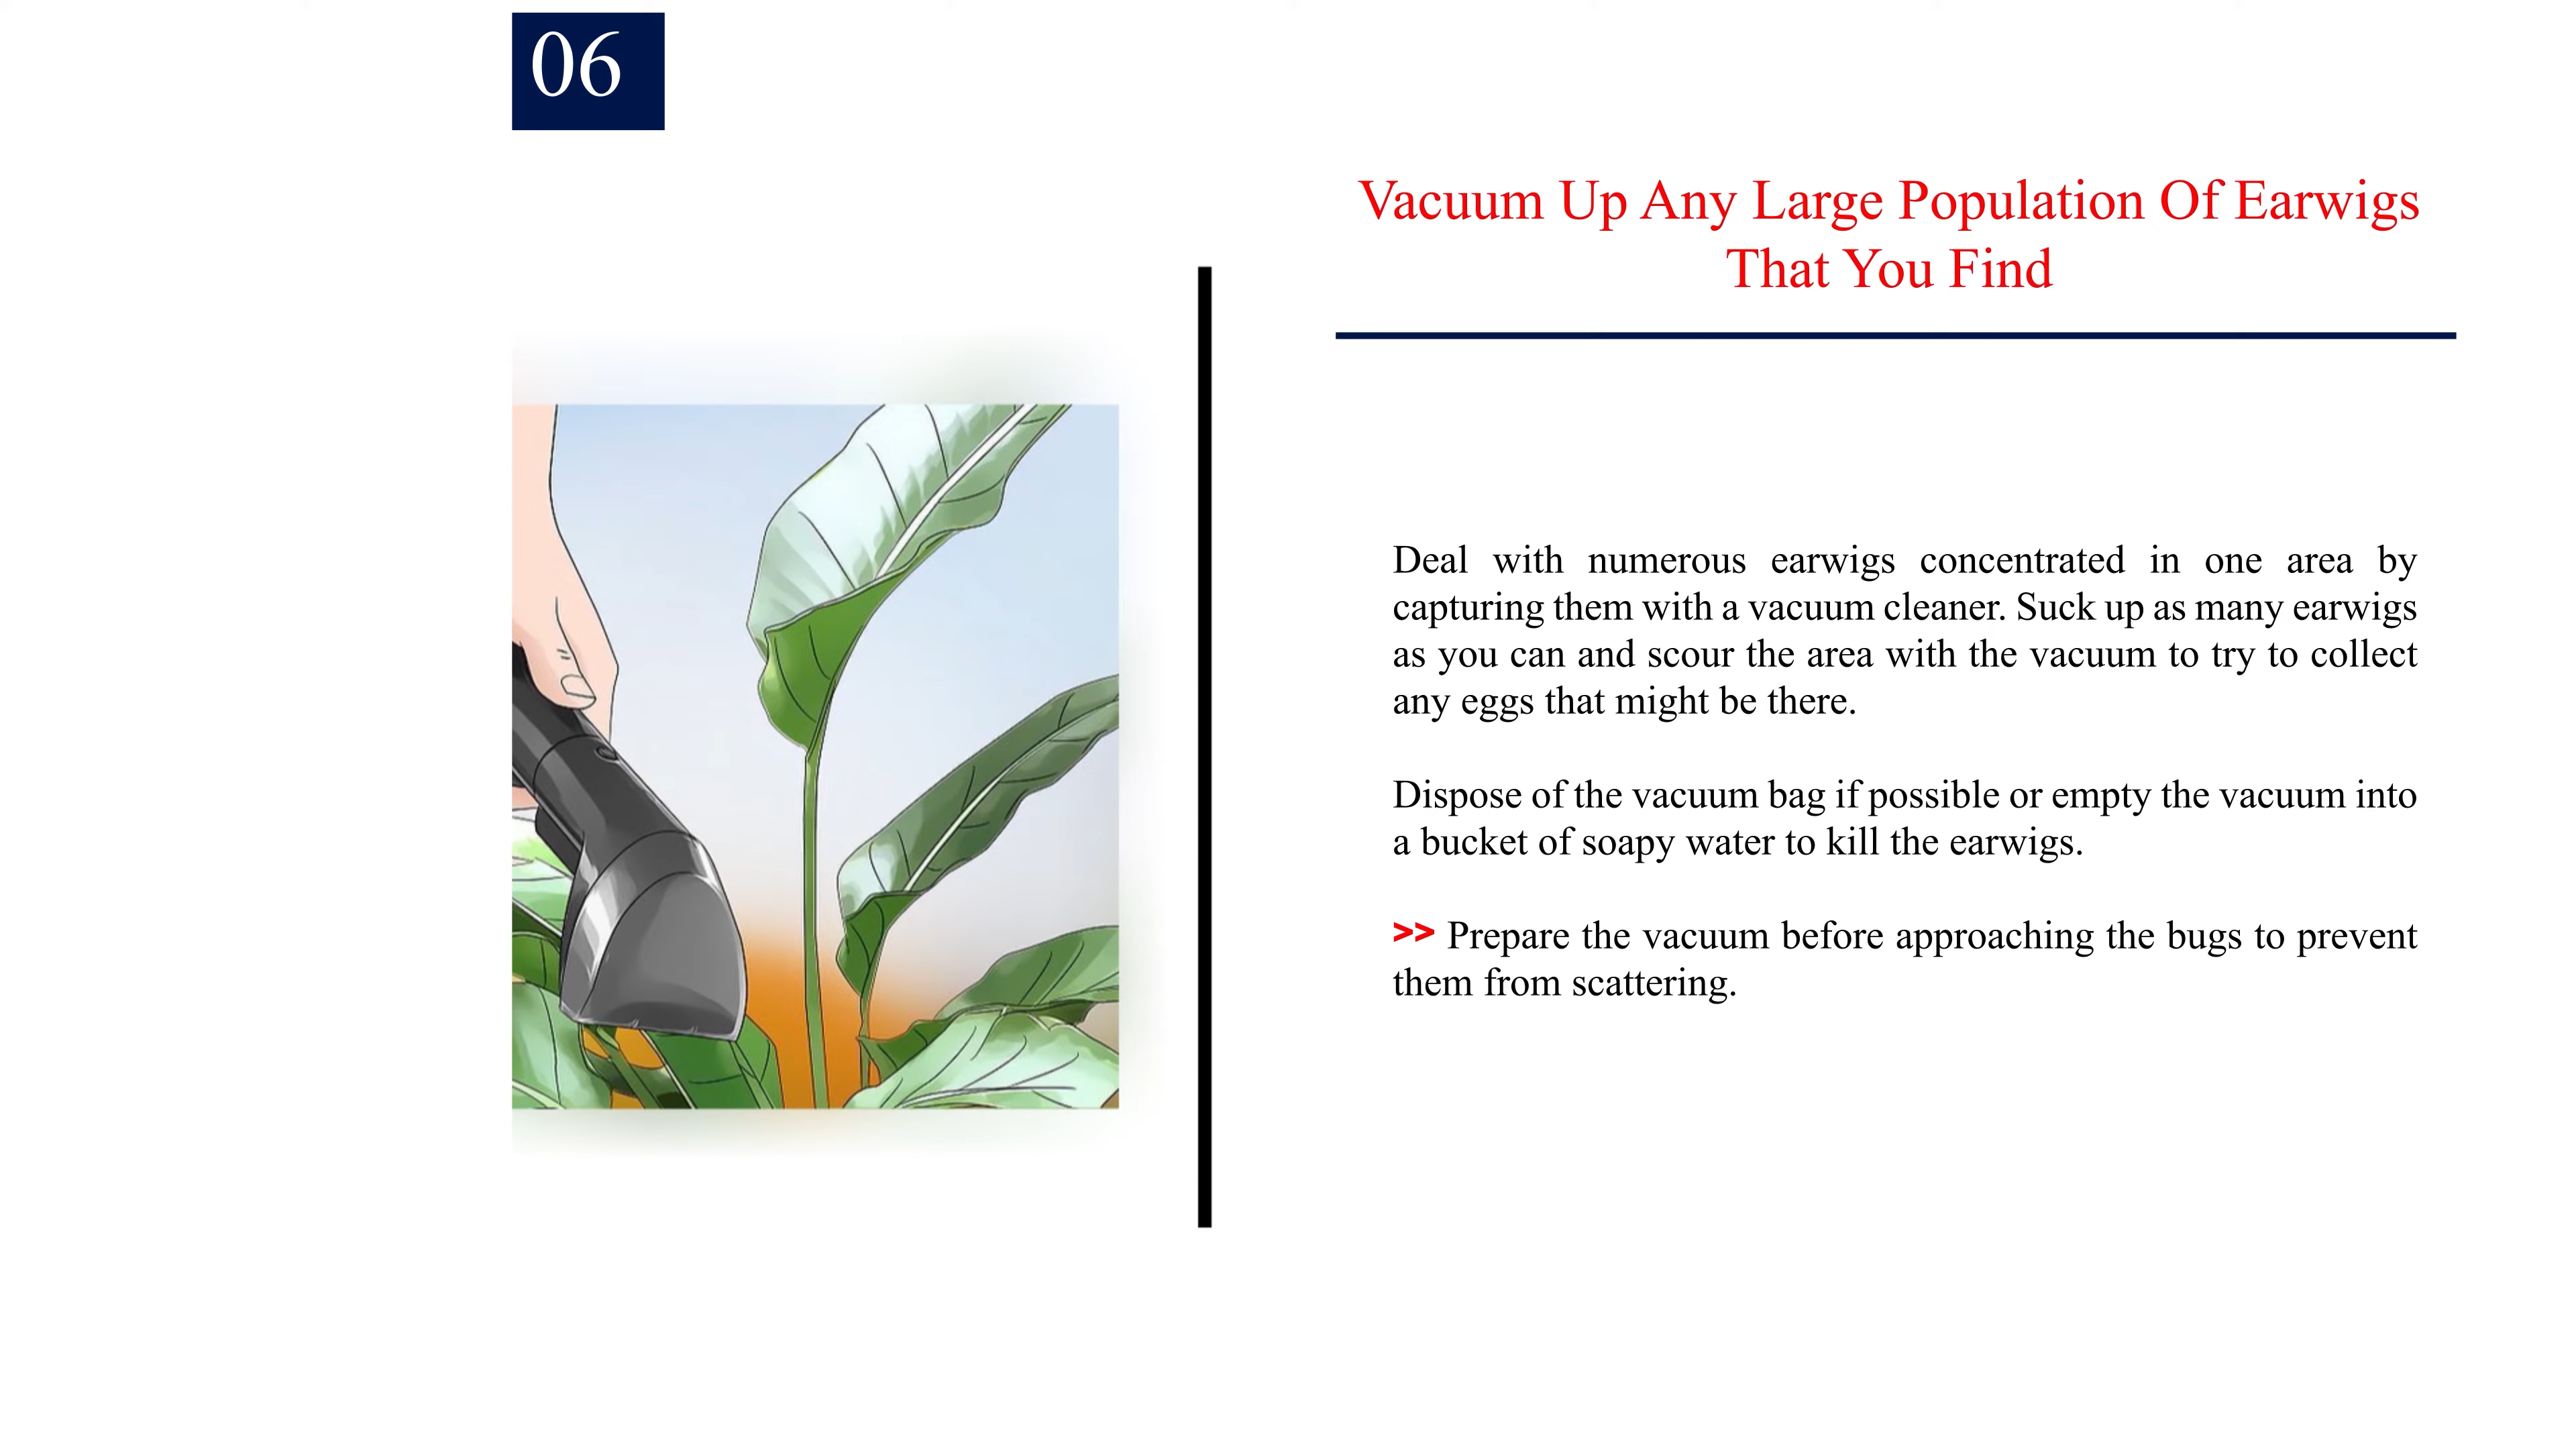 06
Vacuum Up Any Large Population Of Earwigs
That You Find
Deal with numerous earwigs concentrated in one area by
capturing them with a vacuum cleaner. Suck up as many earwigs
as you can and scour the area with the vacuum to try to collect
any eggs that might be there.
Dispose of the vacuum bag if possible or empty the vacuum into
a bucket of soapy water to kill the earwigs.
>> Prepare the vacuum before approaching the bugs to prevent
them from scattering.